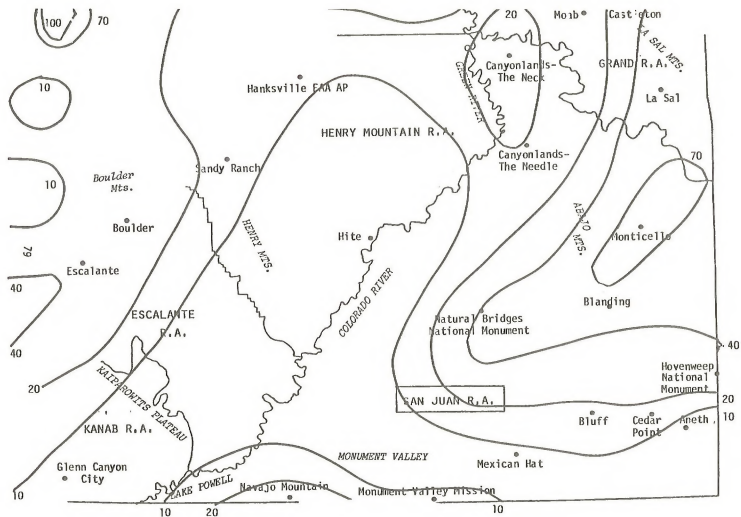 100
70
20
Moab
Castleton
LA SAL MTS.
10
Canyonlands-
The Neck
GRAND R.A.
Hanksville FAA AP
GREEN RIVER
La Sal
HENRY MOUNTAIN R.A.
Canyonlands-
The Needle
70
10
Boulder
Mts.
Sandy Ranch
Boulder
HENRY MTS.
Hite
ABAJO
MTS.
Monticello
79
Escalante
40
COLORADO RIVER
Blanding
ESCALANTE
R.A.
Natural Bridges
National Monument
40
40
20
KAIPAROWITS PLATEAU
Hovenweep
National
Monument
SAN JUAN R.A.
20
10
KANAB R.A.
Bluff
Cedar
Point
Aneth
MONUMENT VALLEY
Mexican Hat
Glenn Canyon
City
LAKE POWELL
Navajo Mountain
Monument Valley Mission
10
10
20
10